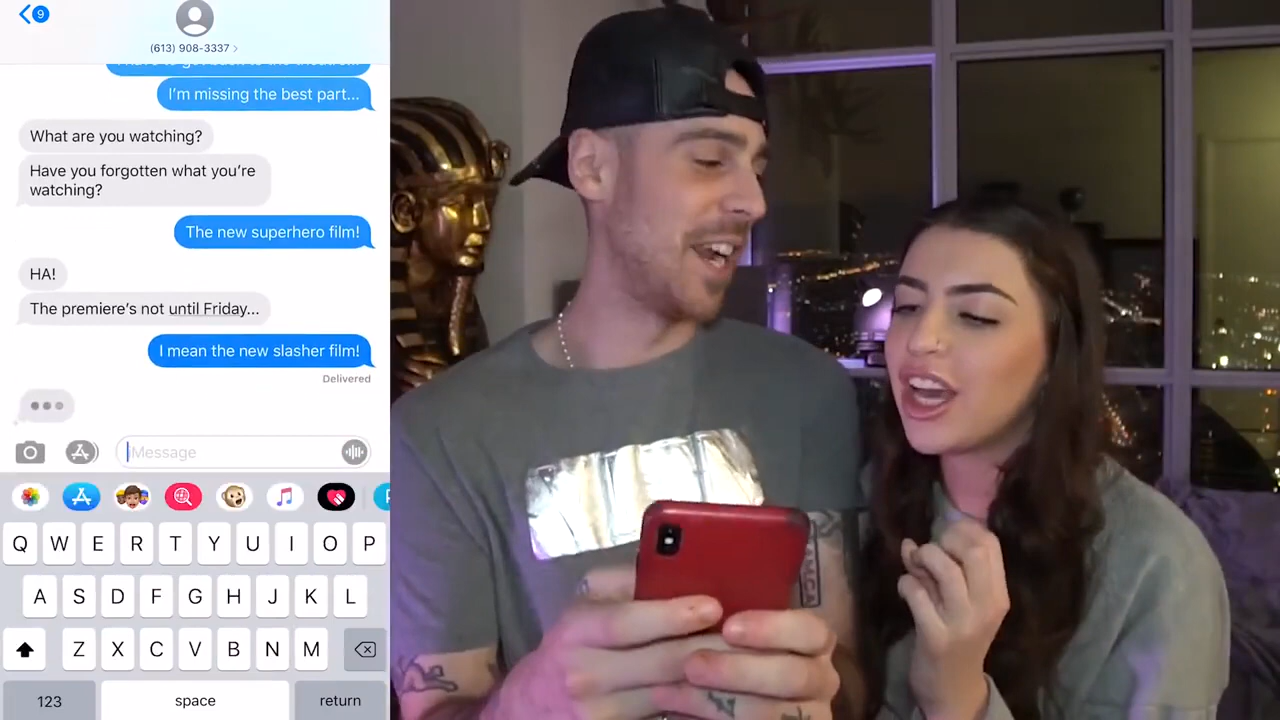 9
(613) 908-3337 >
I'm missing the best part...
What are you watching?
Have you forgotten what you're
watching?
The new superhero film!
HA!
The premiere's not until Friday...
I mean the new slasher film!
Delivered
iMessage
Q W E R T Y U I O P
A S D F G H J K L
Z X C V B N M
123 space return